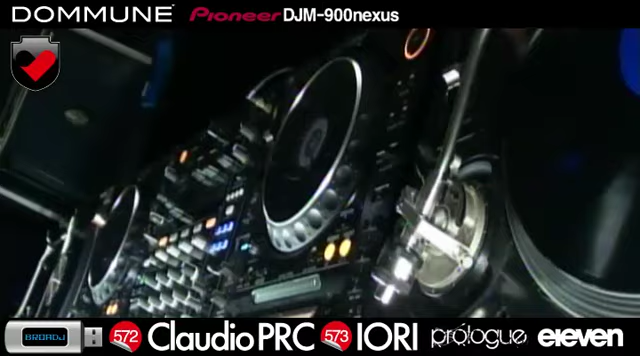 DOMMUNE Pioneer DJM-900nexus
BROADJ 572 Claudio PRC 573 IORI prologue eleven